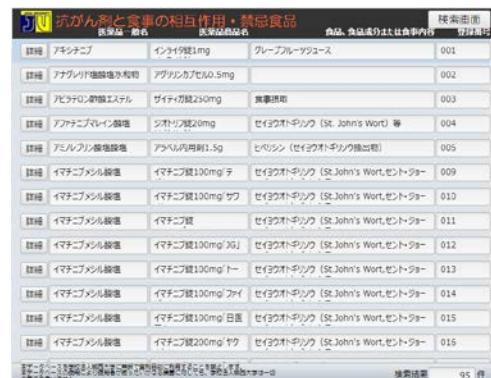 JU 抗がん剤と食事の相互作用・禁忌食品
検索画面
医薬品一般名 医薬品商品名 食品、食品成分または食事内容 登録番号
詳細 アキシチニブ インライタ錠1mg グレープフルーツジュース 001
詳細 アナグレリド塩酸塩水和物 アグリリンカプセル0.5mg 002
詳細 アビラテロン酢酸エステル ザイティガ錠250mg 食事摂取 003
詳細 アファチニブマレイン酸塩 ジオトリフ錠20mg セイヨウオトギリソウ（St. John's Wort）等 004
詳細 アミノレブリン酸塩酸塩 アラベル内用剤1.5g ヒペリシン（セイヨウオトギリソウ抽出物） 005
詳細 イマチニブメシル酸塩 イマチニブ錠100mg「テ セイヨウオトギリソウ（St.John's Wort,セント・ジョー 009
詳細 イマチニブメシル酸塩 イマチニブ錠100mg「サワ セイヨウオトギリソウ（St.John's Wort,セント・ジョー 010
詳細 イマチニブメシル酸塩 イマチニブ錠 セイヨウオトギリソウ（St.John's Wort,セント・ジョー 011
詳細 イマチニブメシル酸塩 イマチニブ錠100mg「JG」 セイヨウオトギリソウ（St.John's Wort,セント・ジョー 012
詳細 イマチニブメシル酸塩 イマチニブ錠100mg「トー セイヨウオトギリソウ（St.John's Wort,セント・ジョー 013
詳細 イマチニブメシル酸塩 イマチニブ錠100mg「ファイ セイヨウオトギリソウ（St.John's Wort,セント・ジョー 014
詳細 イマチニブメシル酸塩 イマチニブ錠100mg「日医 セイヨウオトギリソウ（St.John's Wort,セント・ジョー 015
詳細 イマチニブメシル酸塩 イマチニブ錠200mg「ヤク セイヨウオトギリソウ（St.John's Wort,セント・ジョー 016
検索結果 95 件